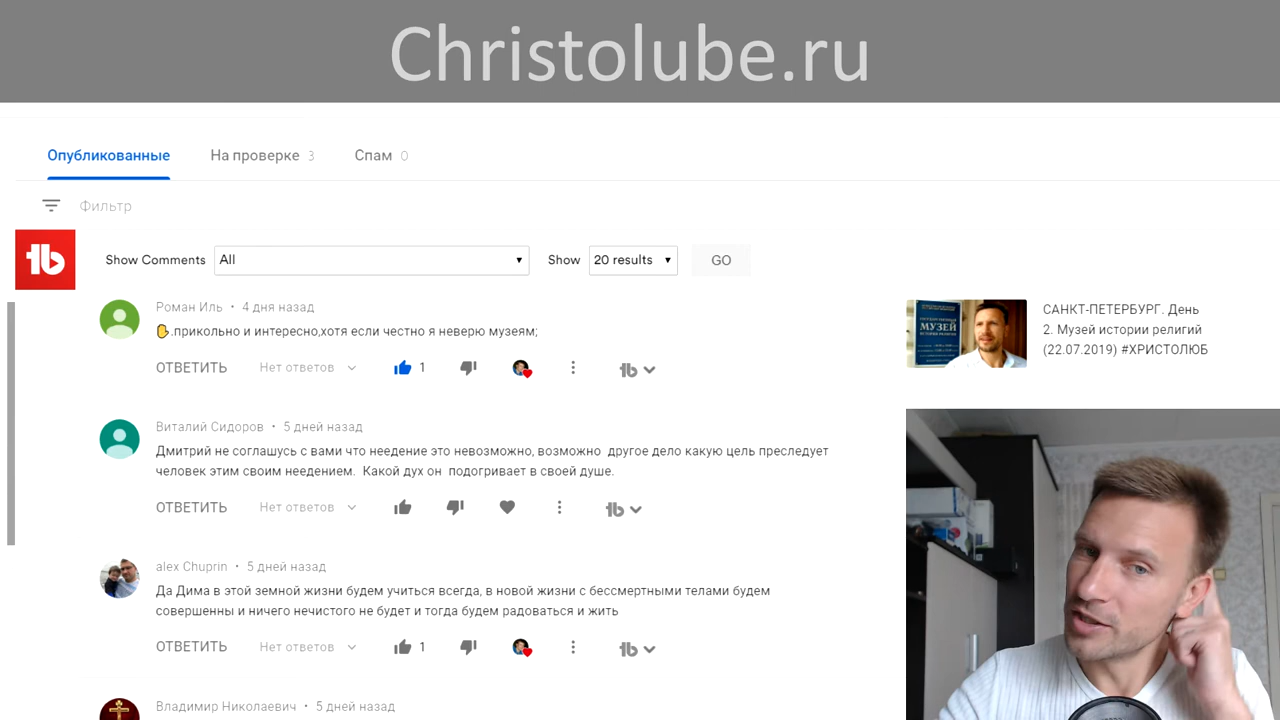 Christolube.ru
Опубликованные На проверке 3 Спам 0
Фильтр
tb Show Comments All Show 20 results GO
Роман Иль • 4 дня назад
✋.прикольно и интересно,хотя если честно я неверю музеям;
ОТВЕТИТЬ Нет ответов 1 tb
САНКТ-ПЕТЕРБУРГ. День
2. Музей истории религий
(22.07.2019) #ХРИСТОЛЮБ
МУЗЕЙ
Виталий Сидоров • 5 дней назад
Дмитрий не соглашусь с вами что неедение это невозможно, возможно другое дело какую цель преследует
человек этим своим неедением. Какой дух он подогривает в своей душе.
ОТВЕТИТЬ Нет ответов tb
alex Chuprin • 5 дней назад
Да Дима в этой земной жизни будем учиться всегда, в новой жизни с бессмертными телами будем
совершенны и ничего нечистого не будет и тогда будем радоваться и жить
ОТВЕТИТЬ Нет ответов 1 tb
Владимир Николаевич • 5 дней назад